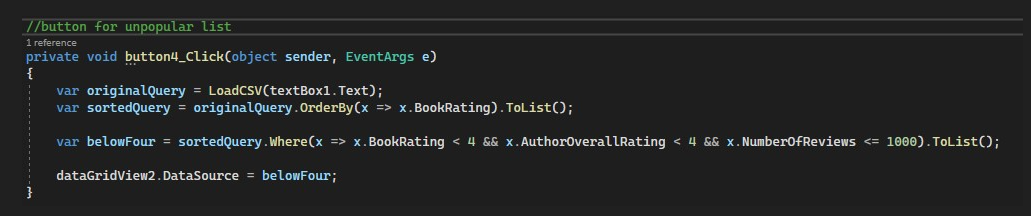 //button for unpopular list
1 reference
private void button4_Click(object sender, EventArgs e)
{
    var originalQuery = LoadCSV(textBox1.Text);
    var sortedQuery = originalQuery.OrderBy(x => x.BookRating).ToList();
    var belowFour = sortedQuery.Where(x => x.BookRating < 4 && x.AuthorOverallRating < 4 && x.NumberOfReviews <= 1000).ToList();
    dataGridView2.DataSource = belowFour;
}